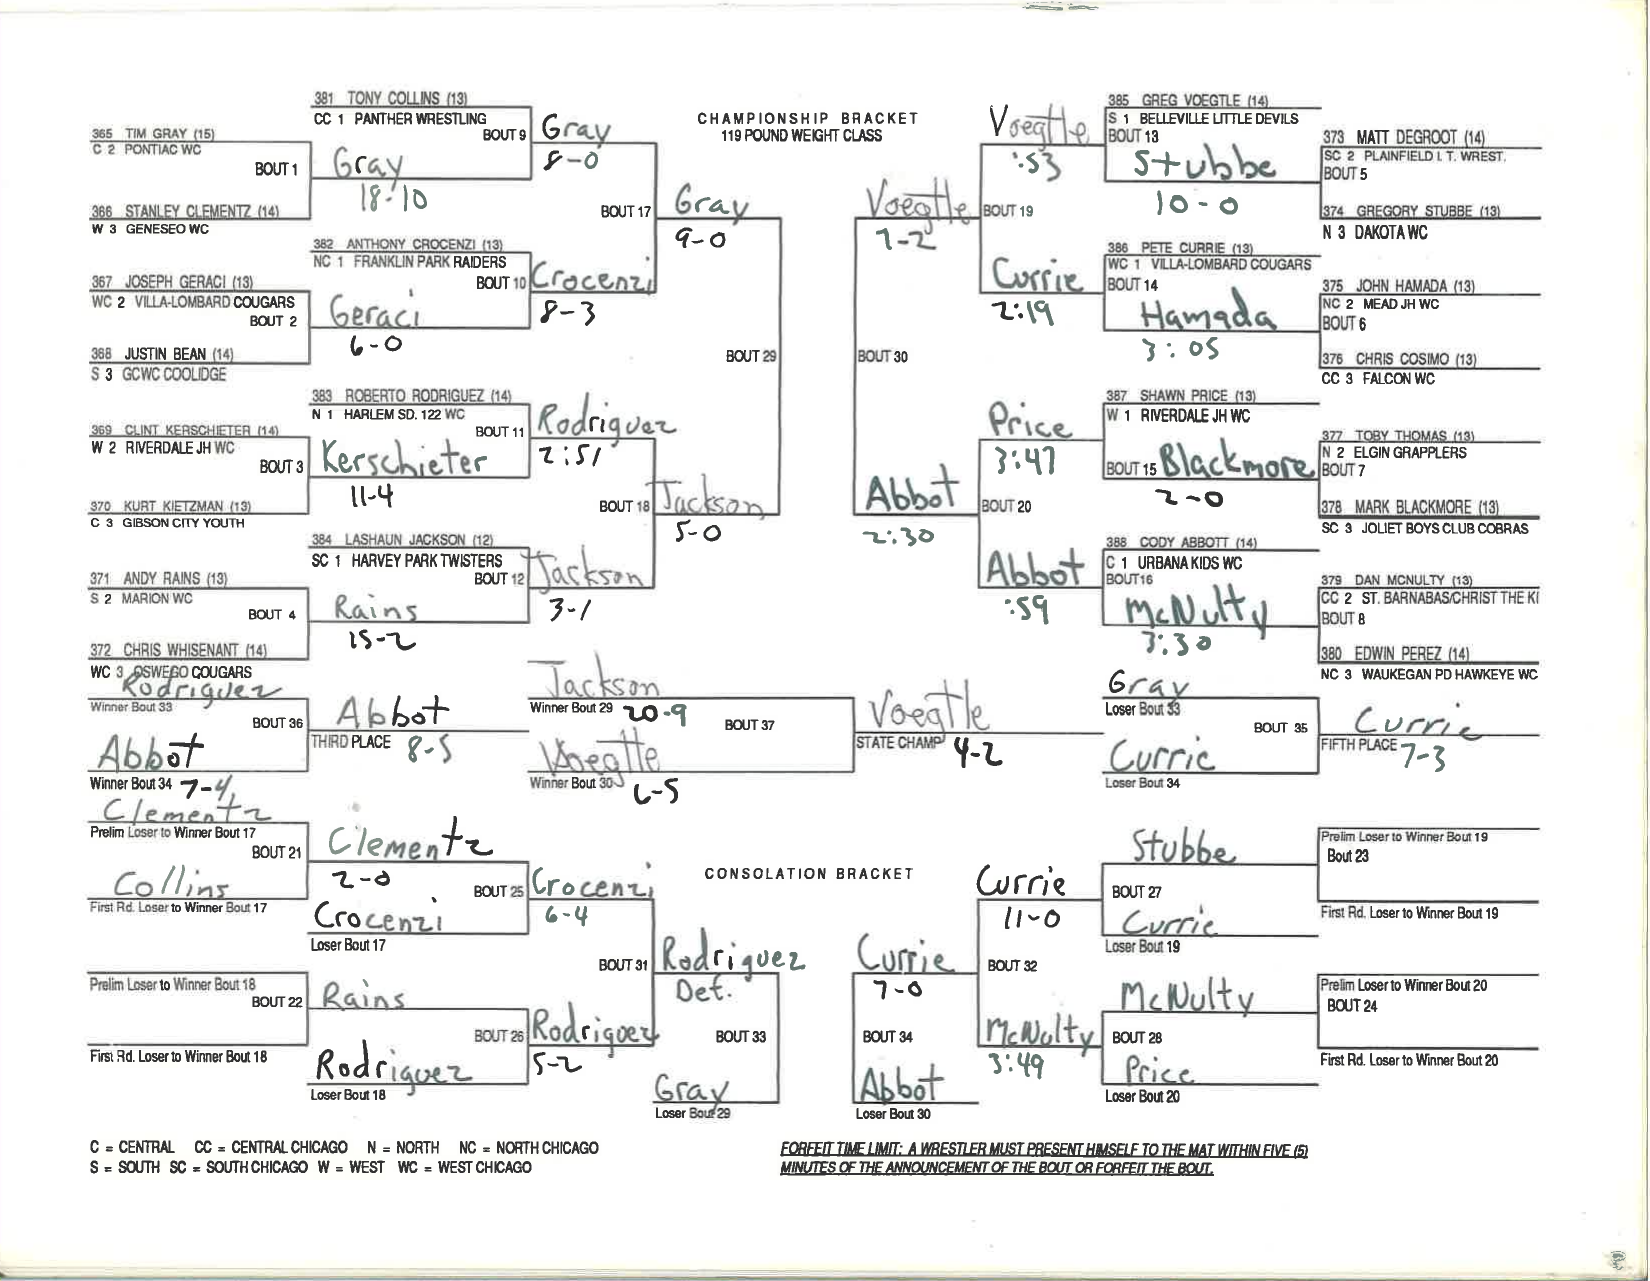 CHAMPIONSHIP BRACKET
119 POUND WEIGHT CLASS
381 TONY COLLINS (13)
CC 1 PANTHER WRESTLING
BOUT 9
Gray
8-0
365 TIM GRAY (15)
C 2 PONTIAC WC
BOUT 1
Gray
18-10
366 STANLEY CLEMENTZ (14)
W 3 GENESEO WC
BOUT 17
Gray
9-0
382 ANTHONY CROCENZI (13)
NC 1 FRANKLIN PARK RAIDERS
BOUT 10
Crocenzi
8-3
367 JOSEPH GERACI (13)
WC 2 VILLA-LOMBARD COUGARS
BOUT 2
Geraci
6-0
368 JUSTIN BEAN (14)
S 3 GCWC COOLIDGE
BOUT 29
383 ROBERTO RODRIGUEZ (14)
N 1 HARLEM SD. 122 WC
BOUT 11
Rodriguez
2:51
369 CLINT KERSCHIETER (14)
W 2 RIVERDALE JH WC
BOUT 3
Kerschieter
11-4
370 KURT KIETZMAN (13)
C 3 GIBSON CITY YOUTH
BOUT 18
Jackson
5-0
384 LASHAUN JACKSON (12)
SC 1 HARVEY PARK TWISTERS
BOUT 12
Jackson
3-1
371 ANDY RAINS (13)
S 2 MARION WC
BOUT 4
Rains
15-2
372 CHRIS WHISENANT (14)
WC 3 OSWEGO COUGARS
Voegtle
:53
385 GREG VOEGTLE (14)
S 1 BELLEVILLE LITTLE DEVILS
BOUT 13
Stubbe
10-0
373 MATT DEGROOT (14)
SC 2 PLAINFIELD I. T. WREST.
BOUT 5
374 GREGORY STUBBE (13)
N 3 DAKOTA WC
Voegtle
7-2
BOUT 19
386 PETE CURRIE (13)
WC 1 VILLA-LOMBARD COUGARS
BOUT 14
Currie
2:19
Hamada
3:05
375 JOHN HAMADA (13)
NC 2 MEAD JH WC
BOUT 6
376 CHRIS COSIMO (13)
CC 3 FALCON WC
BOUT 30
387 SHAWN PRICE (13)
W 1 RIVERDALE JH WC
Price
3:47
BOUT 15
Blackmore
2-0
377 TOBY THOMAS (13)
N 2 ELGIN GRAPPLERS
BOUT 7
378 MARK BLACKMORE (13)
SC 3 JOLIET BOYS CLUB COBRAS
Abbot
2:30
BOUT 20
388 CODY ABBOTT (14)
C 1 URBANA KIDS WC
BOUT16
Abbot
:59
McNulty
3:30
379 DAN MCNULTY (13)
CC 2 ST. BARNABAS/CHRIST THE KI
BOUT 8
380 EDWIN PEREZ (14)
NC 3 WAUKEGAN PD HAWKEYE WC
Rodriguez
Winner Bout 33
BOUT 36
Abbot
Winner Bout 34 7-4
Abbot
THIRD PLACE 8-5
Jackson
Winner Bout 29 20-9
BOUT 37
Voegtle
Winner Bout 30 6-5
Voegtle
STATE CHAMP 4-2
Gray
Loser Bout 33
BOUT 35
Currie
Loser Bout 34
Currie
FIFTH PLACE 7-3
CONSOLATION BRACKET
Clementz
Prelim Loser to Winner Bout 17
BOUT 21
Collins
First Rd. Loser to Winner Bout 17
Clementz
2-0
BOUT 25
Crocenzi
Loser Bout 17
Crocenzi
6-4
BOUT 31
Prelim Loser to Winner Bout 18
BOUT 22
First Rd. Loser to Winner Bout 18
Rains
BOUT 26
Rodriguez
Loser Bout 18
Rodriguez
5-2
Rodriguez
Def.
BOUT 33
Gray
Loser Bout 29
Currie
7-0
BOUT 34
Abbot
Loser Bout 30
Currie
11-0
BOUT 32
McNulty
3:49
Stubbe
BOUT 27
Currie
Loser Bout 19
McNulty
BOUT 28
Price
Loser Bout 20
Prelim Loser to Winner Bout 19
Bout 23
First Rd. Loser to Winner Bout 19
Prelim Loser to Winner Bout 20
BOUT 24
First Rd. Loser to Winner Bout 20
C = CENTRAL CC = CENTRAL CHICAGO N = NORTH NC = NORTH CHICAGO
S = SOUTH SC = SOUTH CHICAGO W = WEST WC = WEST CHICAGO
FORFEIT TIME LIMIT: A WRESTLER MUST PRESENT HIMSELF TO THE MAT WITHIN FIVE (5)
MINUTES OF THE ANNOUNCEMENT OF THE BOUT OR FORFEIT THE BOUT.